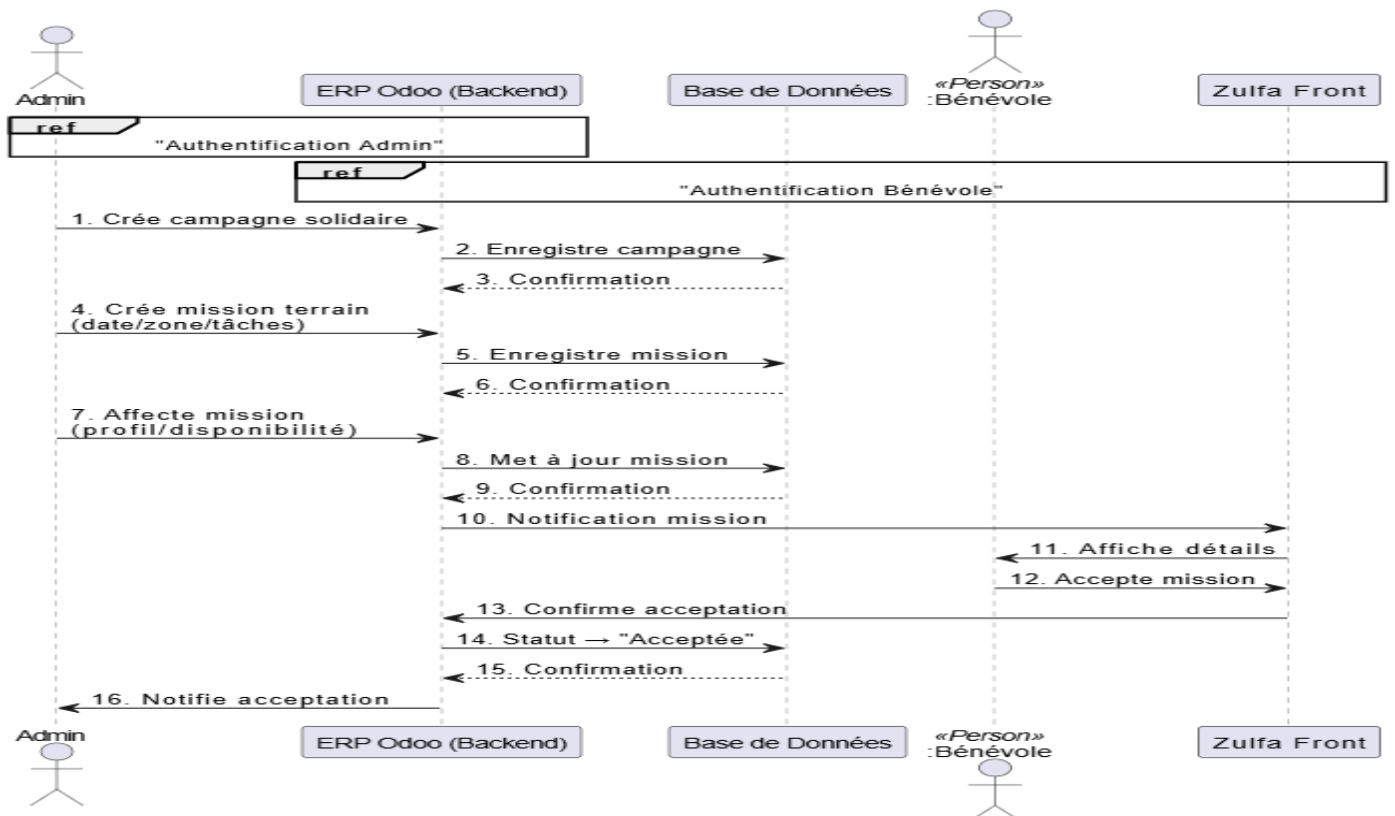 «Person»
Admin
ERP Odoo (Backend)
Base de Données
:Bénévole
Zulfa Front
ref
"Authentification Admin"
ref
"Authentification Bénévole"
1. Crée campagne solidaire
2. Enregistre campagne
3. Confirmation
4. Crée mission terrain
(date/zone/tâches)
5. Enregistre mission
6. Confirmation
7. Affecte mission
(profil/disponibilité)
8. Met à jour mission
9. Confirmation
10. Notification mission
11. Affiche détails
12. Accepte mission
13. Confirme acceptation
14. Statut → "Acceptée"
15. Confirmation
16. Notifie acceptation
Admin
ERP Odoo (Backend)
Base de Données
«Person»
:Bénévole
Zulfa Front